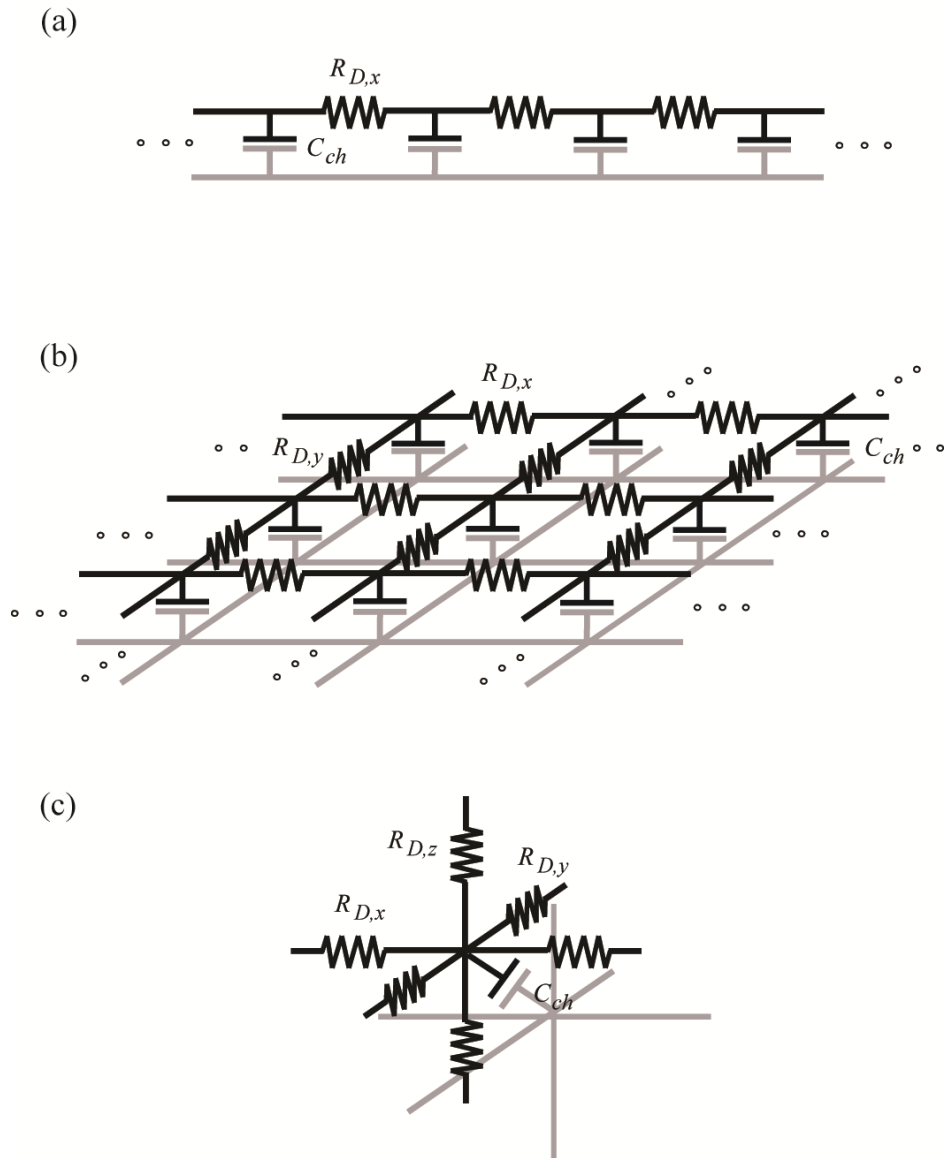 (a)
R_{D,x}
C_{ch}
(b)
R_{D,x}
R_{D,y}
C_{ch}
(c)
R_{D,z}
R_{D,y}
R_{D,x}
C_{ch}